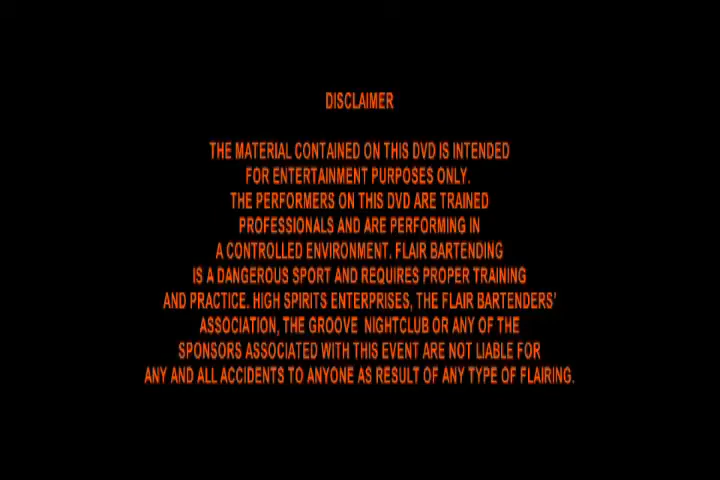 DISCLAIMER
THE MATERIAL CONTAINED ON THIS DVD IS INTENDED
FOR ENTERTAINMENT PURPOSES ONLY.
THE PERFORMERS ON THIS DVD ARE TRAINED
PROFESSIONALS AND ARE PERFORMING IN
A CONTROLLED ENVIRONMENT. FLAIR BARTENDING
IS A DANGEROUS SPORT AND REQUIRES PROPER TRAINING
AND PRACTICE. HIGH SPIRITS ENTERPRISES, THE FLAIR BARTENDERS'
ASSOCIATION, THE GROOVE NIGHTCLUB OR ANY OF THE
SPONSORS ASSOCIATED WITH THIS EVENT ARE NOT LIABLE FOR
ANY AND ALL ACCIDENTS TO ANYONE AS RESULT OF ANY TYPE OF FLAIRING.